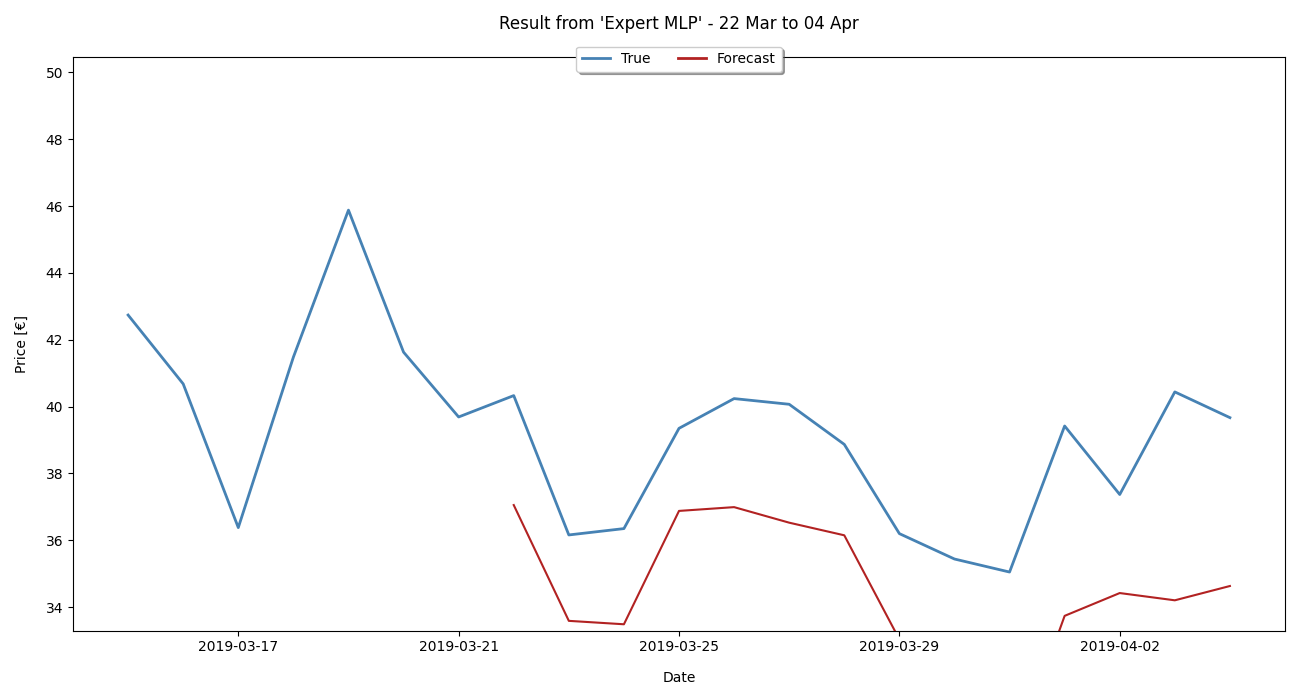 Result from 'Expert MLP' - 22 Mar to 04 Apr
True Forecast
50
48
46
44
42
40
38
36
34
Price [€]
2019-03-17 2019-03-21 2019-03-25 2019-03-29 2019-04-02
Date